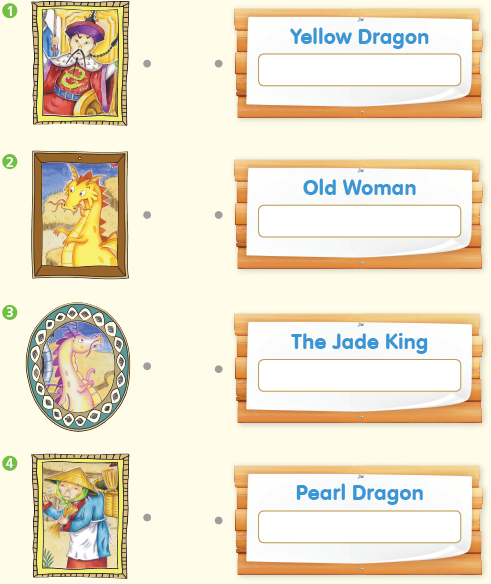 1
Yellow Dragon
2
Old Woman
3
The Jade King
4
Pearl Dragon